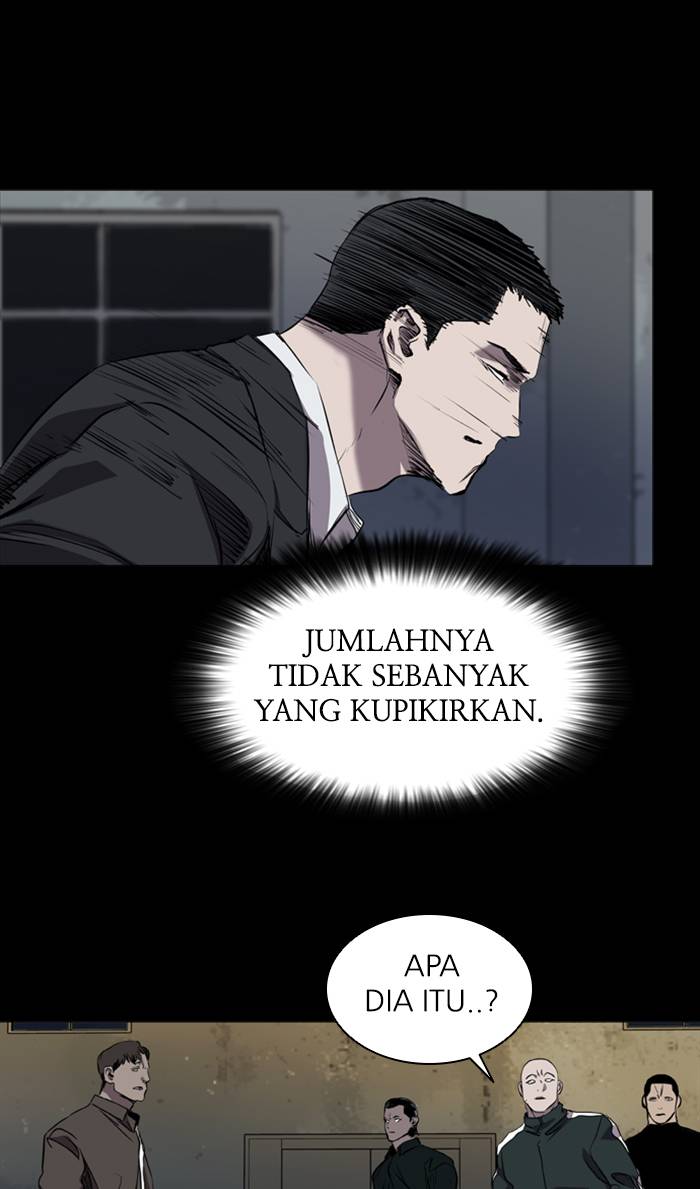 JUMLAHNYA
TIDAK SEBANYAK
YANG KUPIKIRKAN.
APA
DIA ITU..?